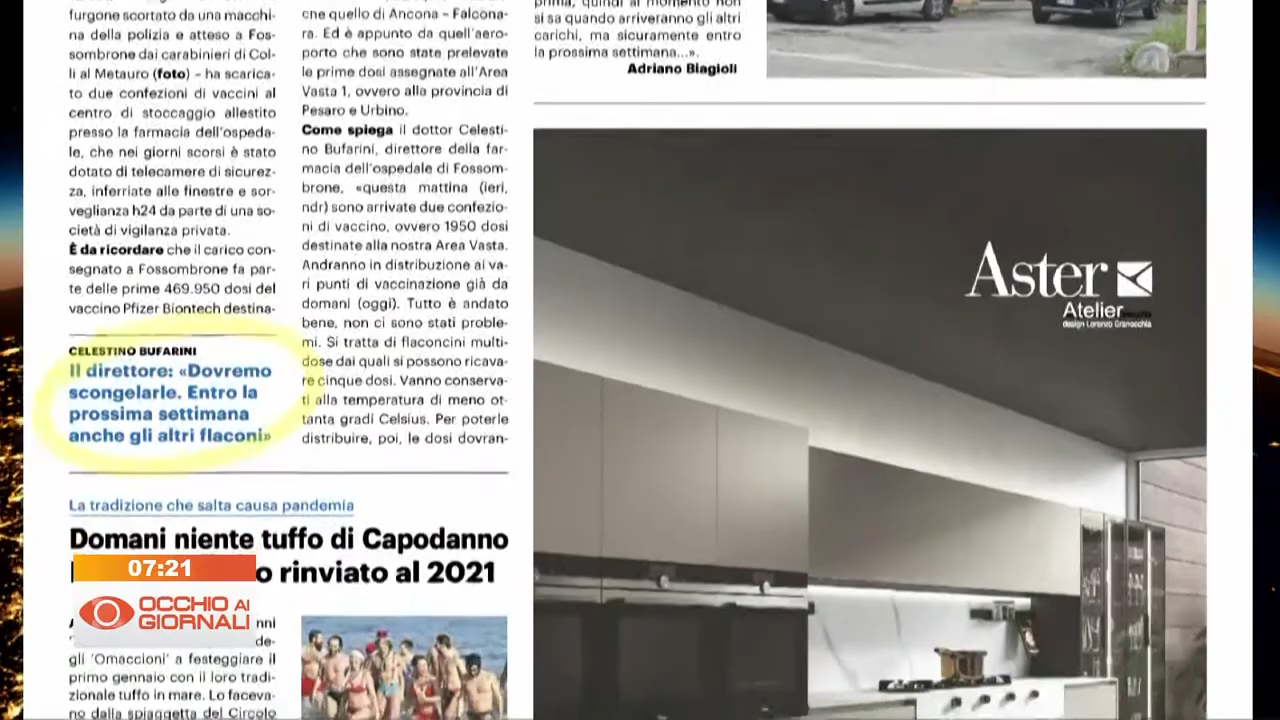 furgone scortato da una macchi-
na della polizia e atteso a Fos-
sombrone dai carabinieri di Col-
li al Metauro (foto) – ha scarica-
to due confezioni di vaccini al
centro di stoccaggio allestito
presso la farmacia dell'ospeda-
le, che nei giorni scorsi è stato
dotato di telecamere di sicurez-
za, inferriate alle finestre e sor-
veglianza h24 da parte di una so-
cietà di vigilanza privata.
È da ricordare che il carico con-
segnato a Fossombrone fa par-
te delle prime 469.950 dosi del
vaccino Pfizer Biontech destina-
CELESTINO BUFARINI
Il direttore: «Dovremo
scongelarle. Entro la
prossima settimana
anche gli altri flaconi»
che quello di Ancona – Falcona-
ra. Ed è appunto da quell'aero-
porto che sono state prelevate
le prime dosi assegnate all'Area
Vasta 1, ovvero alla provincia di
Pesaro e Urbino.
Come spiega il dottor Celesti-
no Bufarini, direttore della far-
macia dell'ospedale di Fossom-
brone, «questa mattina (ieri,
ndr) sono arrivate due confezio-
ni di vaccino, ovvero 1950 dosi
destinate alla nostra Area Vasta.
Andranno in distribuzione ai va-
ri punti di vaccinazione già da
domani (oggi). Tutto è andato
bene, non ci sono stati proble-
mi. Si tratta di flaconcini multi-
dose dai quali si possono ricava-
re cinque dosi. Vanno conserva-
ti alla temperatura di meno ot-
tanta gradi Celsius. Per poterle
distribuire, poi, le dosi dovran-
prima, quindi al momento non
si sa quando arriveranno gli altri
carichi, ma sicuramente entro
la prossima settimana...».
Adriano Biagioli
Aster
Atelier
design Lorenzo Granocchia
La tradizione che salta causa pandemia
Domani niente tuffo di Capodanno
o rinviato al 2021
07:21
OCCHIO AI
GIORNALI
nni
de-
gli 'Omaccioni' a festeggiare il
primo gennaio con il loro tradi-
zionale tuffo in mare. Lo faceva-
no dalla spiaggetta del Circolo